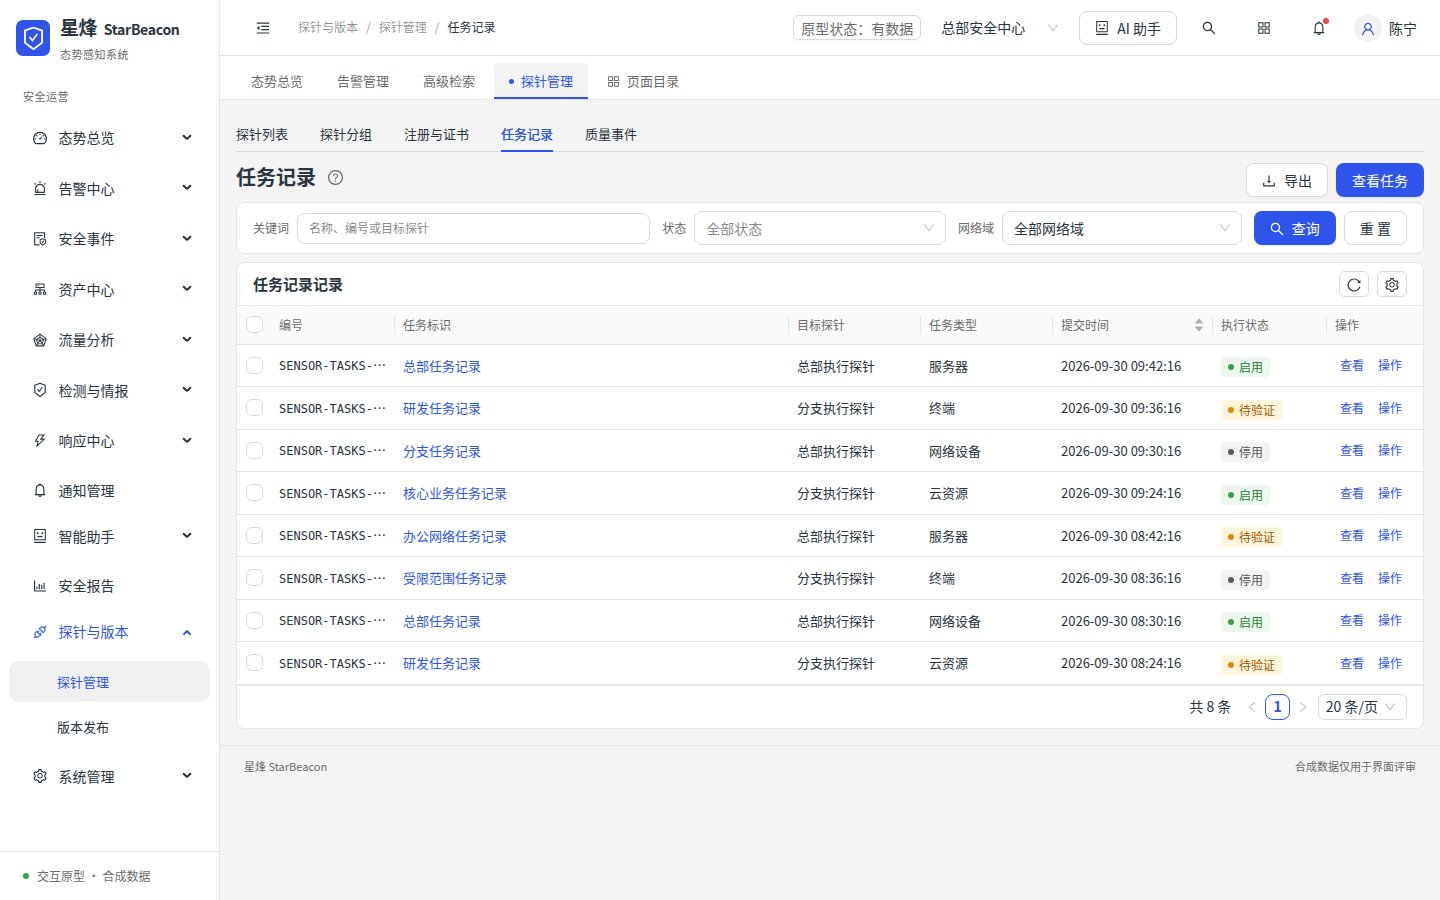 星烽 StarBeacon
态势感知系统
安全运营
态势总览
告警中心
安全事件
资产中心
流量分析
检测与情报
响应中心
通知管理
智能助手
安全报告
探针与版本
探针管理
版本发布
系统管理
交互原型 · 合成数据
探针与版本 / 探针管理 / 任务记录
原型状态：有数据
总部安全中心
AI 助手
陈宁
态势总览 告警管理 高级检索 探针管理 页面目录
探针列表 探针分组 注册与证书 任务记录 质量事件
任务记录
导出 查看任务
关键词 名称、编号或目标探针 状态 全部状态 网络域 全部网络域 查询 重 置
任务记录记录
编号 任务标识 目标探针 任务类型 提交时间 执行状态 操作
SENSOR-TASKS-··· 总部任务记录 总部执行探针 服务器 2026-09-30 09:42:16 启用 查看 操作
SENSOR-TASKS-··· 研发任务记录 分支执行探针 终端 2026-09-30 09:36:16 待验证 查看 操作
SENSOR-TASKS-··· 分支任务记录 总部执行探针 网络设备 2026-09-30 09:30:16 停用 查看 操作
SENSOR-TASKS-··· 核心业务任务记录 分支执行探针 云资源 2026-09-30 09:24:16 启用 查看 操作
SENSOR-TASKS-··· 办公网络任务记录 总部执行探针 服务器 2026-09-30 08:42:16 待验证 查看 操作
SENSOR-TASKS-··· 受限范围任务记录 分支执行探针 终端 2026-09-30 08:36:16 停用 查看 操作
SENSOR-TASKS-··· 总部任务记录 总部执行探针 网络设备 2026-09-30 08:30:16 启用 查看 操作
SENSOR-TASKS-··· 研发任务记录 分支执行探针 云资源 2026-09-30 08:24:16 待验证 查看 操作
共 8 条 1 20 条/页
星烽 StarBeacon
合成数据仅用于界面评审